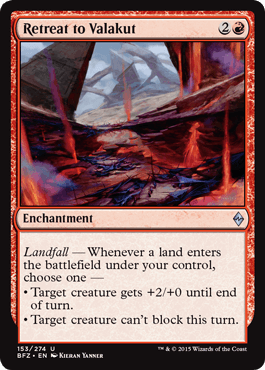 Retreat to Valakut 2
Enchantment
Landfall — Whenever a land enters
the battlefield under your control,
choose one —
• Target creature gets +2/+0 until end
of turn.
• Target creature can't block this turn.
153/274 U
BFZ • EN Kieran Yanner
™ & © 2015 Wizards of the Coast